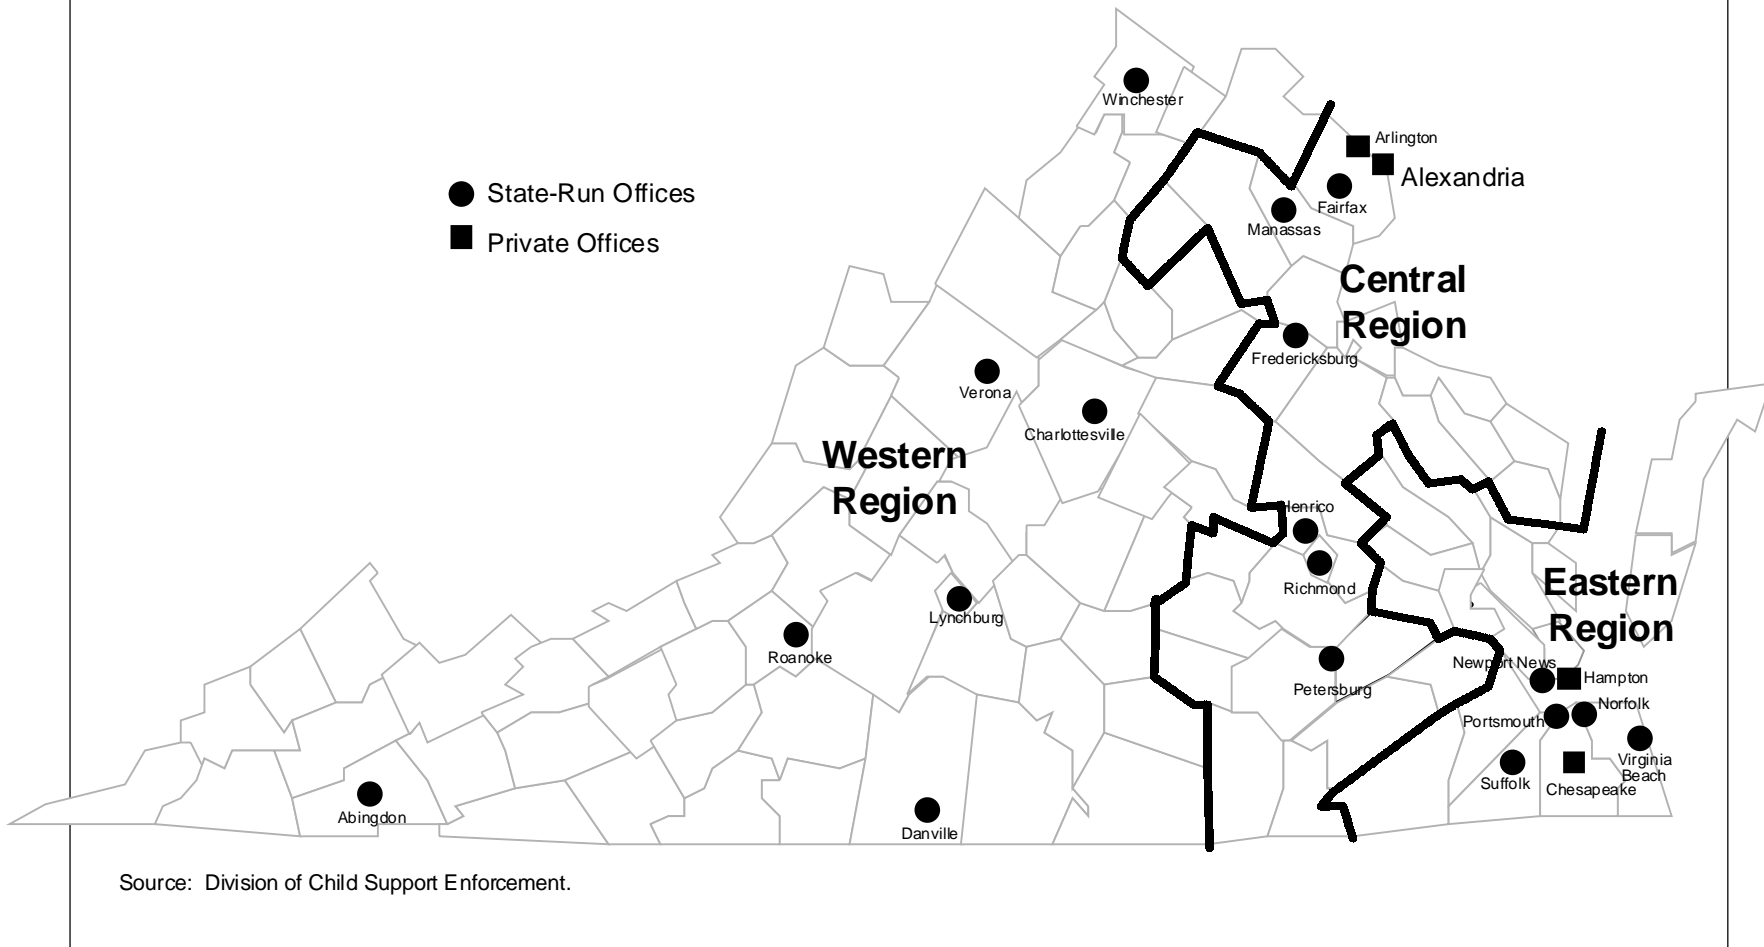 Winchester
Arlington
Alexandria
State-Run Offices
Fairfax
Manassas
Private Offices
Central
Region
Fredericksburg
Verona
Charlottesville
Western
Region
Henrico
Richmond
Eastern
Region
Lynchburg
Roanoke
Newport News
Hampton
Petersburg
Norfolk
Portsmouth
Virginia
Beach
Suffolk
Chesapeake
Abingdon
Danville
Source: Division of Child Support Enforcement.